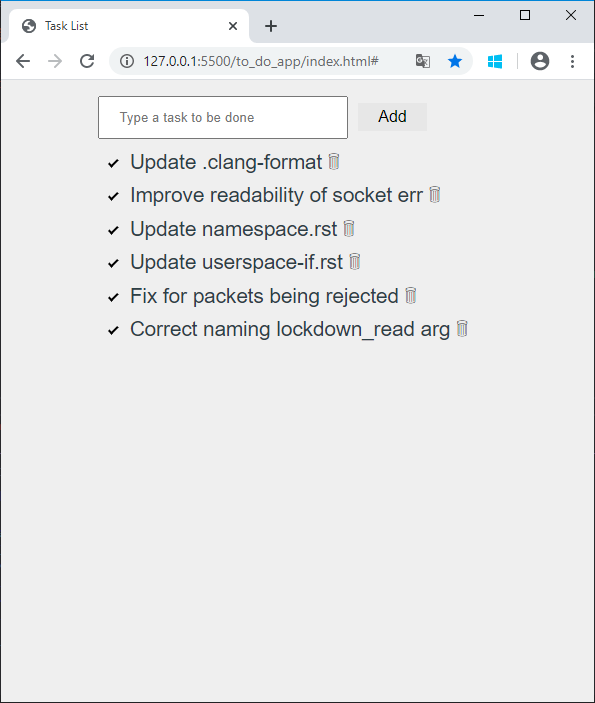 Task List
127.0.0.1:5500/to_do_app/index.html#
Type a task to be done
Add
Update .clang-format
Improve readability of socket err
Update namespace.rst
Update userspace-if.rst
Fix for packets being rejected
Correct naming lockdown_read arg